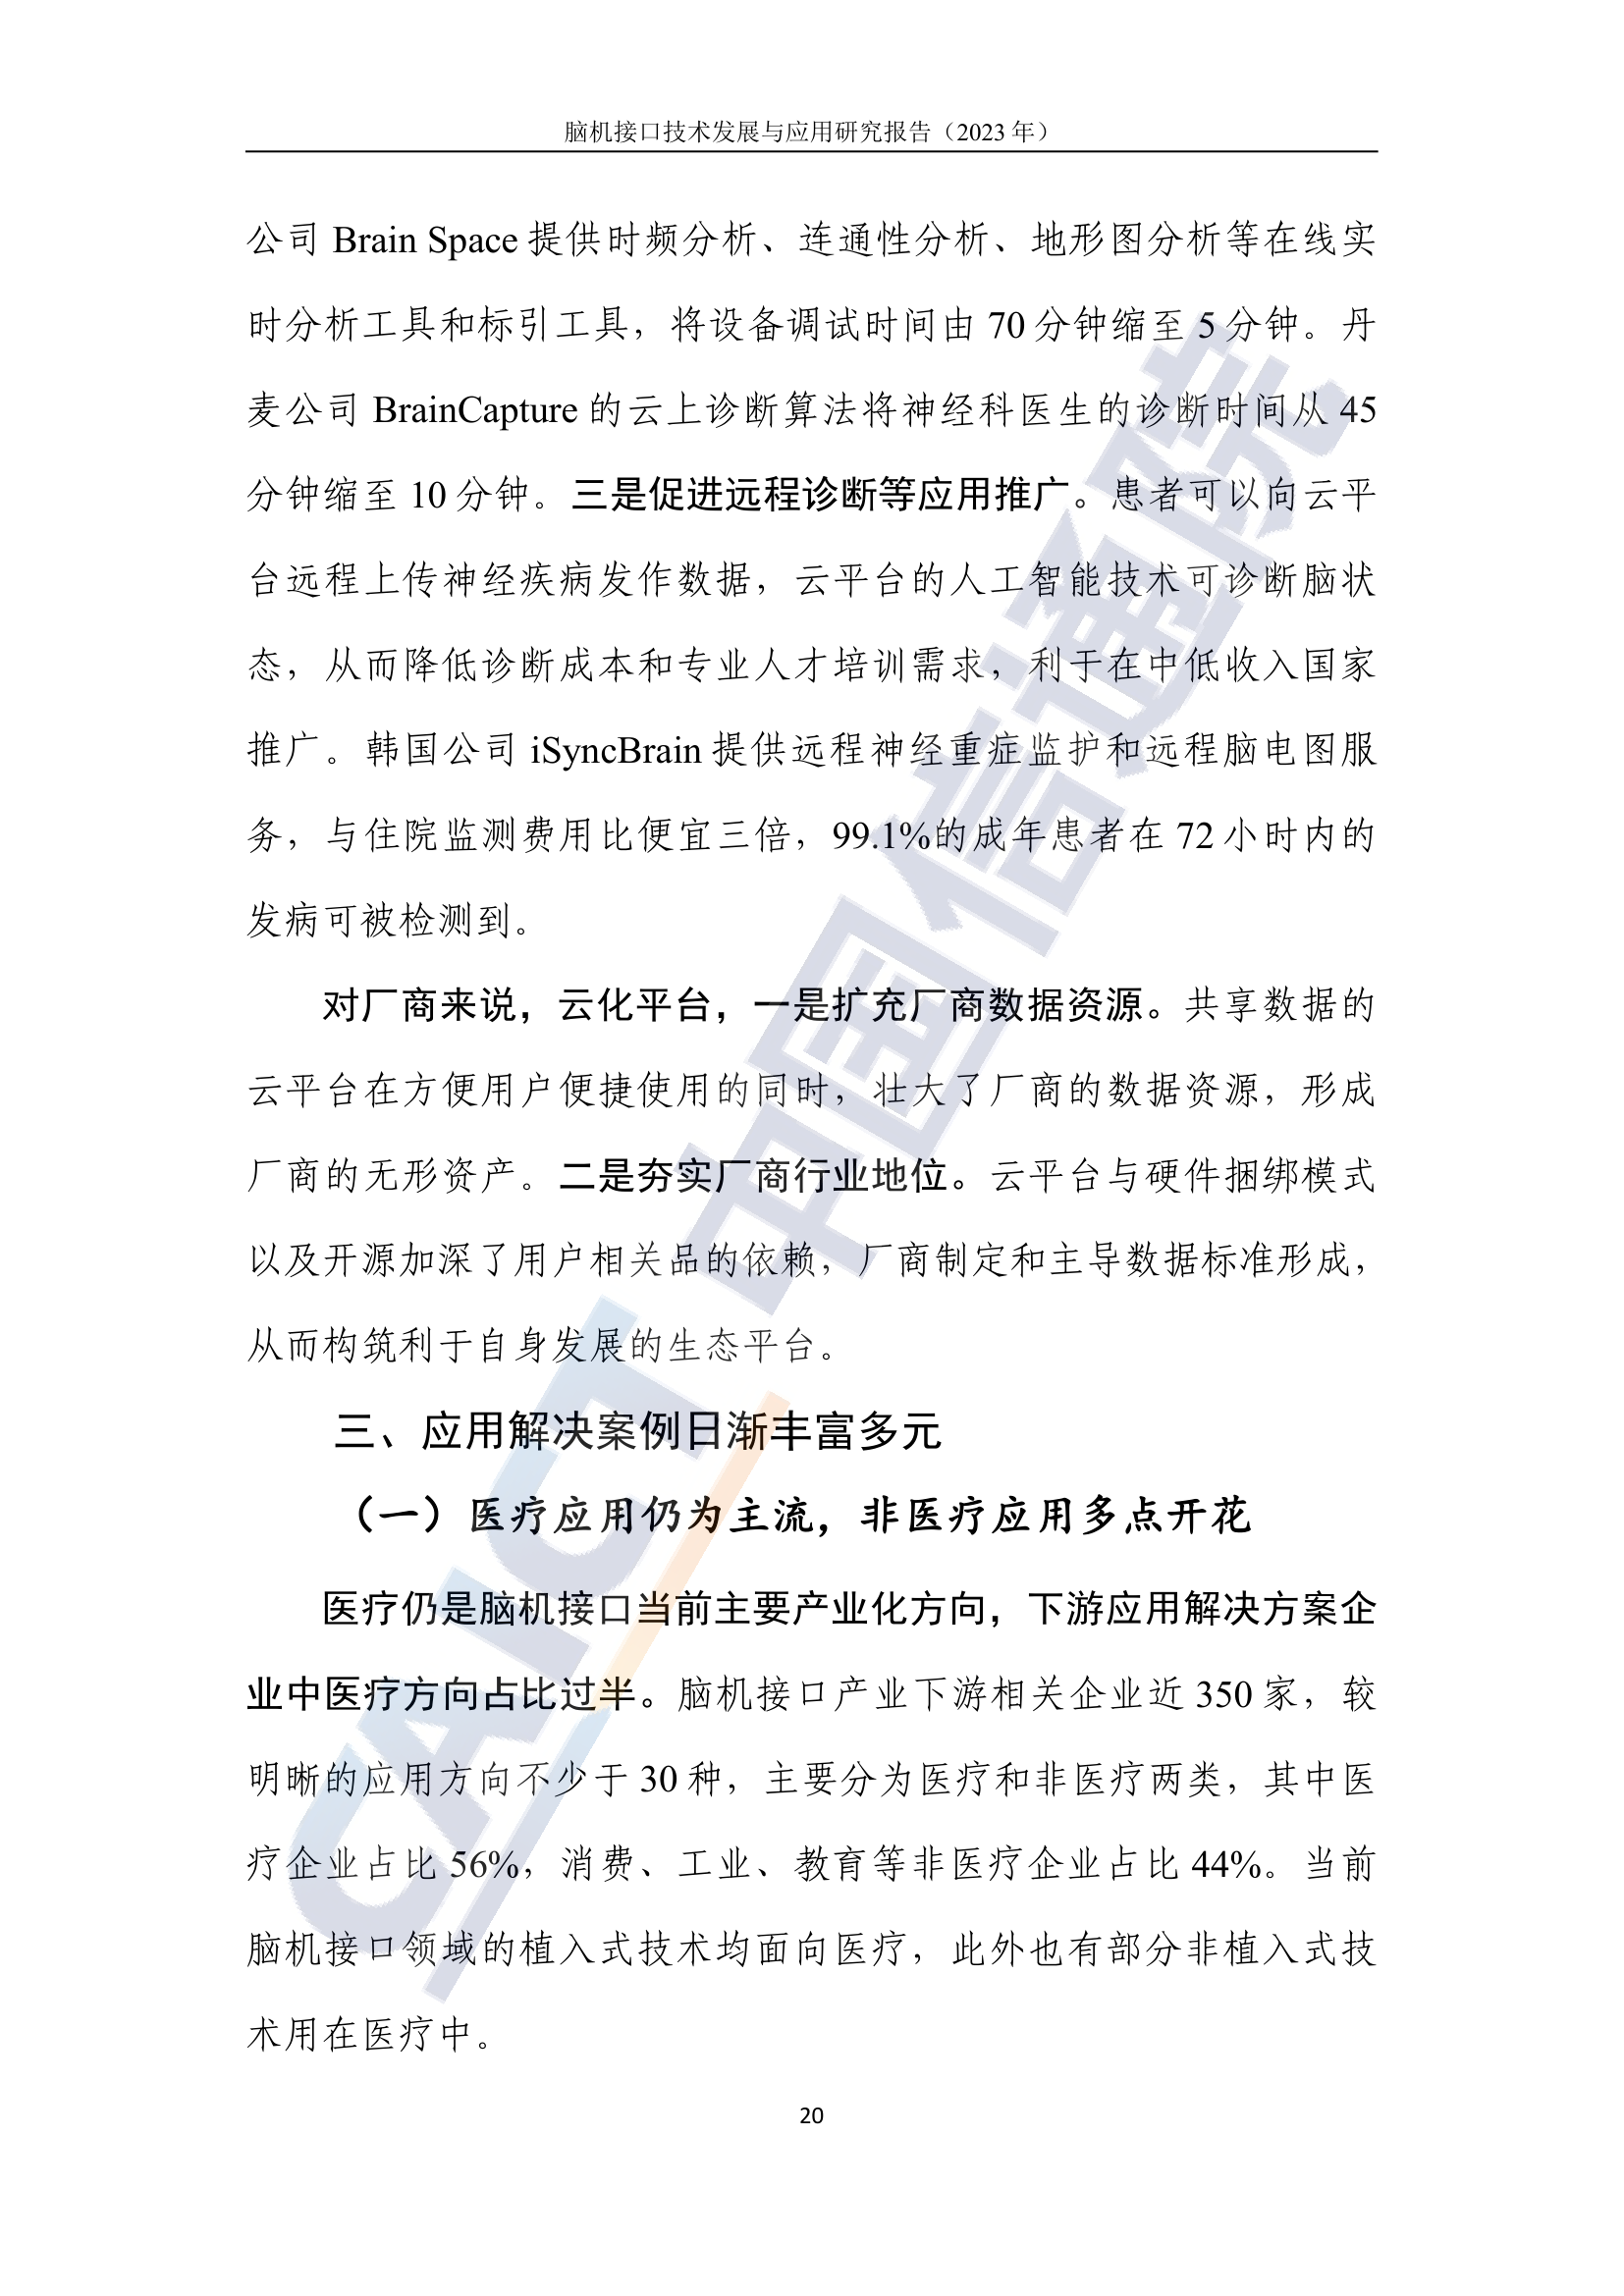 脑机接口技术发展与应用研究报告（2023 年）
公司 Brain Space 提供时频分析、连通性分析、地形图分析等在线实
时分析工具和标引工具，将设备调试时间由 70 分钟缩至 5 分钟。丹
麦公司 BrainCapture 的云上诊断算法将神经科医生的诊断时间从 45
分钟缩至 10 分钟。三是促进远程诊断等应用推广。患者可以向云平
台远程上传神经疾病发作数据，云平台的人工智能技术可诊断脑状
态，从而降低诊断成本和专业人才培训需求，利于在中低收入国家
推广。韩国公司 iSyncBrain 提供远程神经重症监护和远程脑电图服
务，与住院监测费用比便宜三倍，99.1%的成年患者在 72 小时内的
发病可被检测到。
对厂商来说，云化平台，一是扩充厂商数据资源。共享数据的
云平台在方便用户便捷使用的同时，壮大了厂商的数据资源，形成
厂商的无形资产。二是夯实厂商行业地位。云平台与硬件捆绑模式
以及开源加深了用户相关品的依赖，厂商制定和主导数据标准形成，
从而构筑利于自身发展的生态平台。
三、应用解决案例日渐丰富多元
（一）医疗应用仍为主流，非医疗应用多点开花
医疗仍是脑机接口当前主要产业化方向，下游应用解决方案企
业中医疗方向占比过半。脑机接口产业下游相关企业近 350 家，较
明晰的应用方向不少于 30 种，主要分为医疗和非医疗两类，其中医
疗企业占比 56%，消费、工业、教育等非医疗企业占比 44%。当前
脑机接口领域的植入式技术均面向医疗，此外也有部分非植入式技
术用在医疗中。
20
CAICT 中国信通院